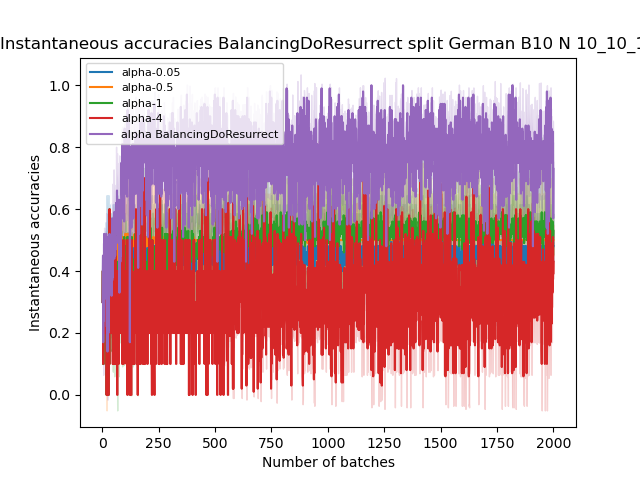 Instantaneous accuracies BalancingDoResurrect split German B10 N 10_10_1
alpha-0.05
alpha-0.5
alpha-1
alpha-4
alpha BalancingDoResurrect
Instantaneous accuracies
1.0
0.8
0.6
0.4
0.2
0.0
0 250 500 750 1000 1250 1500 1750 2000
Number of batches